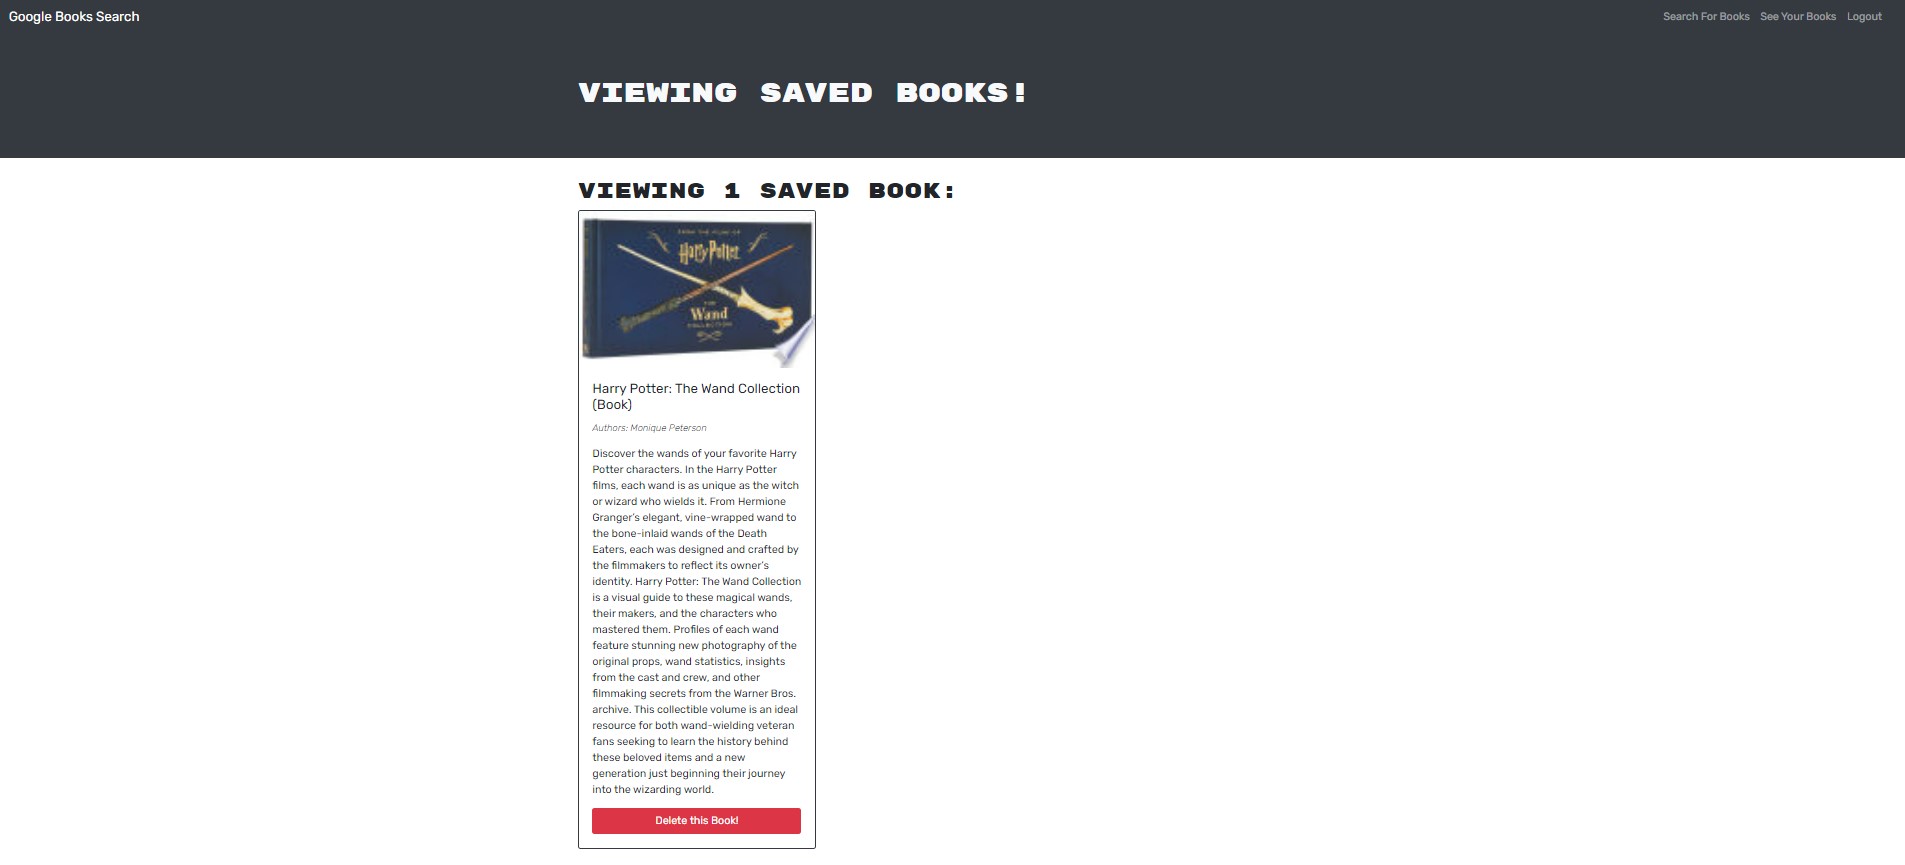 Google Books Search
Search For Books See Your Books Logout
VIEWING SAVED BOOKS!
VIEWING 1 SAVED BOOK:
FROM THE FILMS OF
Harry Potter
THE
Wand
COLLECTION
Harry Potter: The Wand Collection
(Book)
Authors: Monique Peterson
Discover the wands of your favorite Harry
Potter characters. In the Harry Potter
films, each wand is as unique as the witch
or wizard who wields it. From Hermione
Granger’s elegant, vine-wrapped wand to
the bone-inlaid wands of the Death
Eaters, each was designed and crafted by
the filmmakers to reflect its owner’s
identity. Harry Potter: The Wand Collection
is a visual guide to these magical wands,
their makers, and the characters who
mastered them. Profiles of each wand
feature stunning new photography of the
original props, wand statistics, insights
from the cast and crew, and other
filmmaking secrets from the Warner Bros.
archive. This collectible volume is an ideal
resource for both wand-wielding veteran
fans seeking to learn the history behind
these beloved items and a new
generation just beginning their journey
into the wizarding world.
Delete this Book!